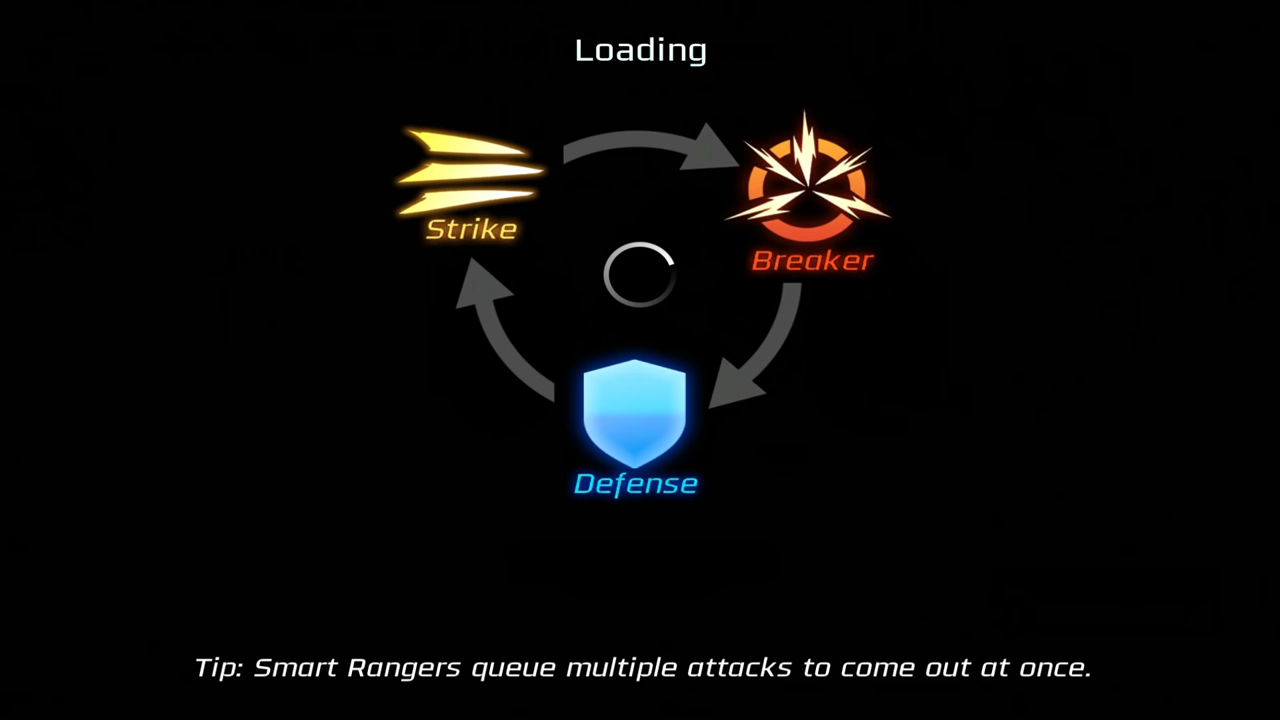 Loading
Strike
Breaker
Defense
Tip: Smart Rangers queue multiple attacks to come out at once.